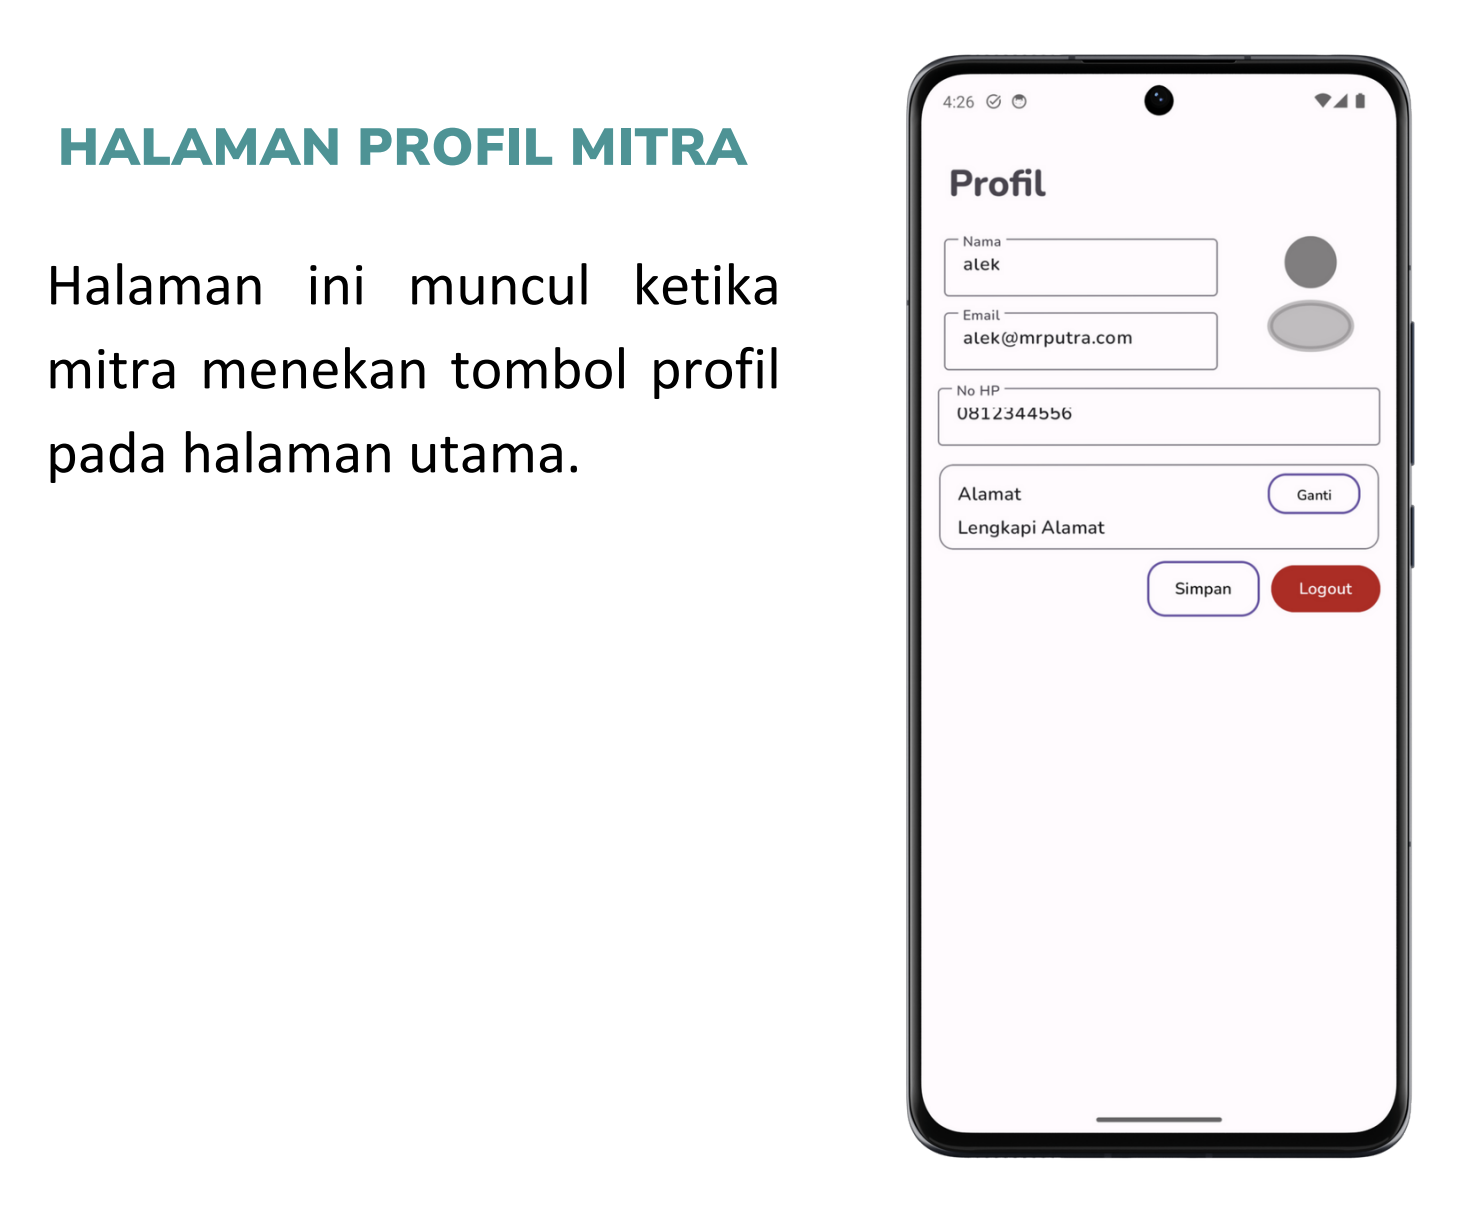 HALAMAN PROFIL MITRA
Halaman ini muncul ketika
mitra menekan tombol profil
pada halaman utama.
4:26
Profil
Nama
alek
Email
alek@mrputra.com
No HP
0812344556
Alamat
Ganti
Lengkapi Alamat
Simpan
Logout